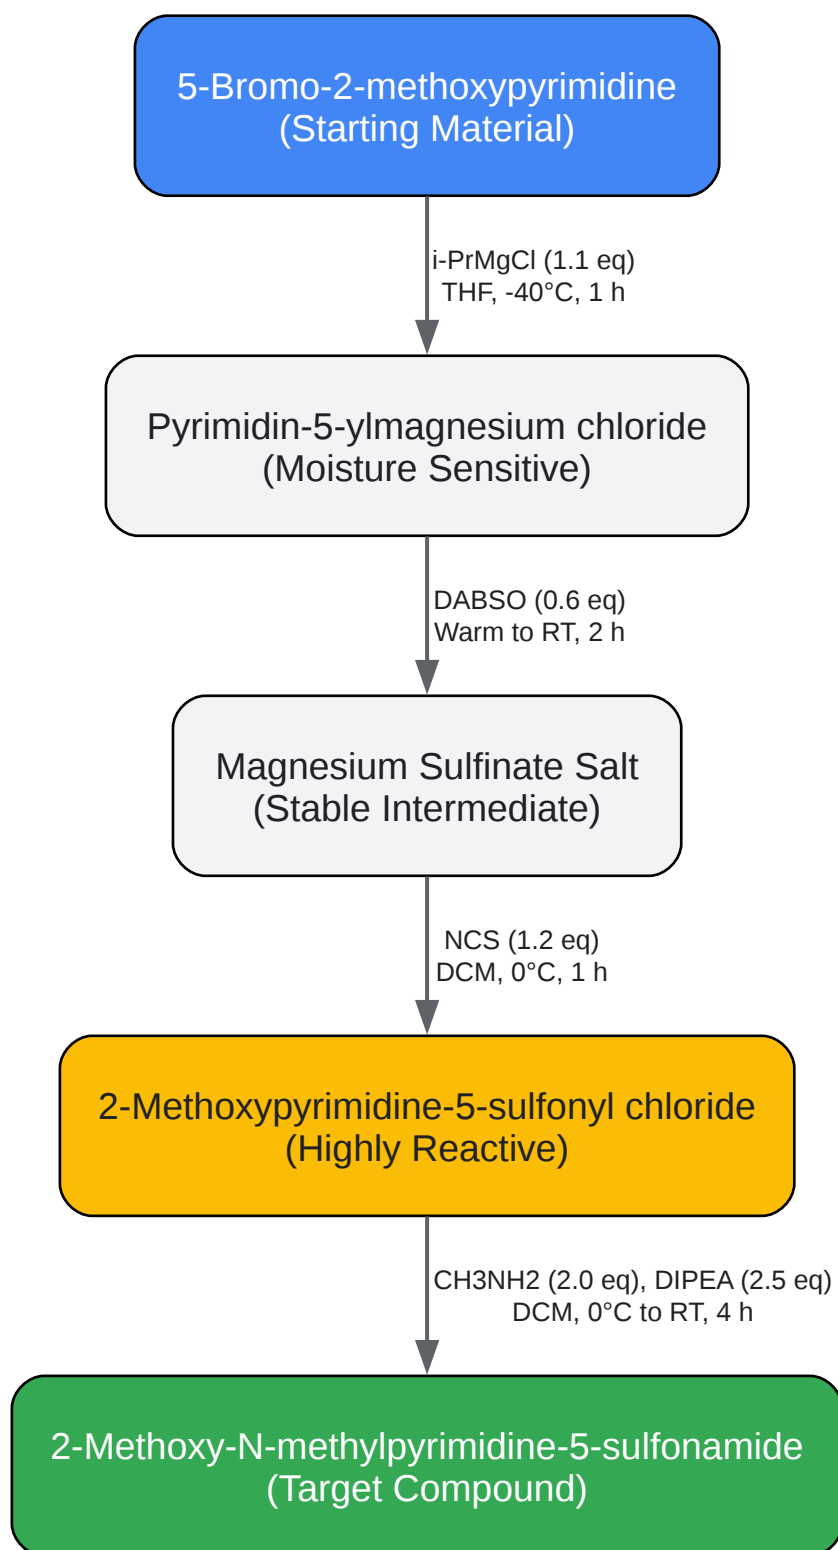 5-Bromo-2-methoxypyrimidine
(Starting Material)
i-PrMgCl (1.1 eq)
THF, -40°C, 1 h
Pyrimidin-5-ylmagnesium chloride
(Moisture Sensitive)
DABSO (0.6 eq)
Warm to RT, 2 h
Magnesium Sulfinate Salt
(Stable Intermediate)
NCS (1.2 eq)
DCM, 0°C, 1 h
2-Methoxypyrimidine-5-sulfonyl chloride
(Highly Reactive)
CH3NH2 (2.0 eq), DIPEA (2.5 eq)
DCM, 0°C to RT, 4 h
2-Methoxy-N-methylpyrimidine-5-sulfonamide
(Target Compound)